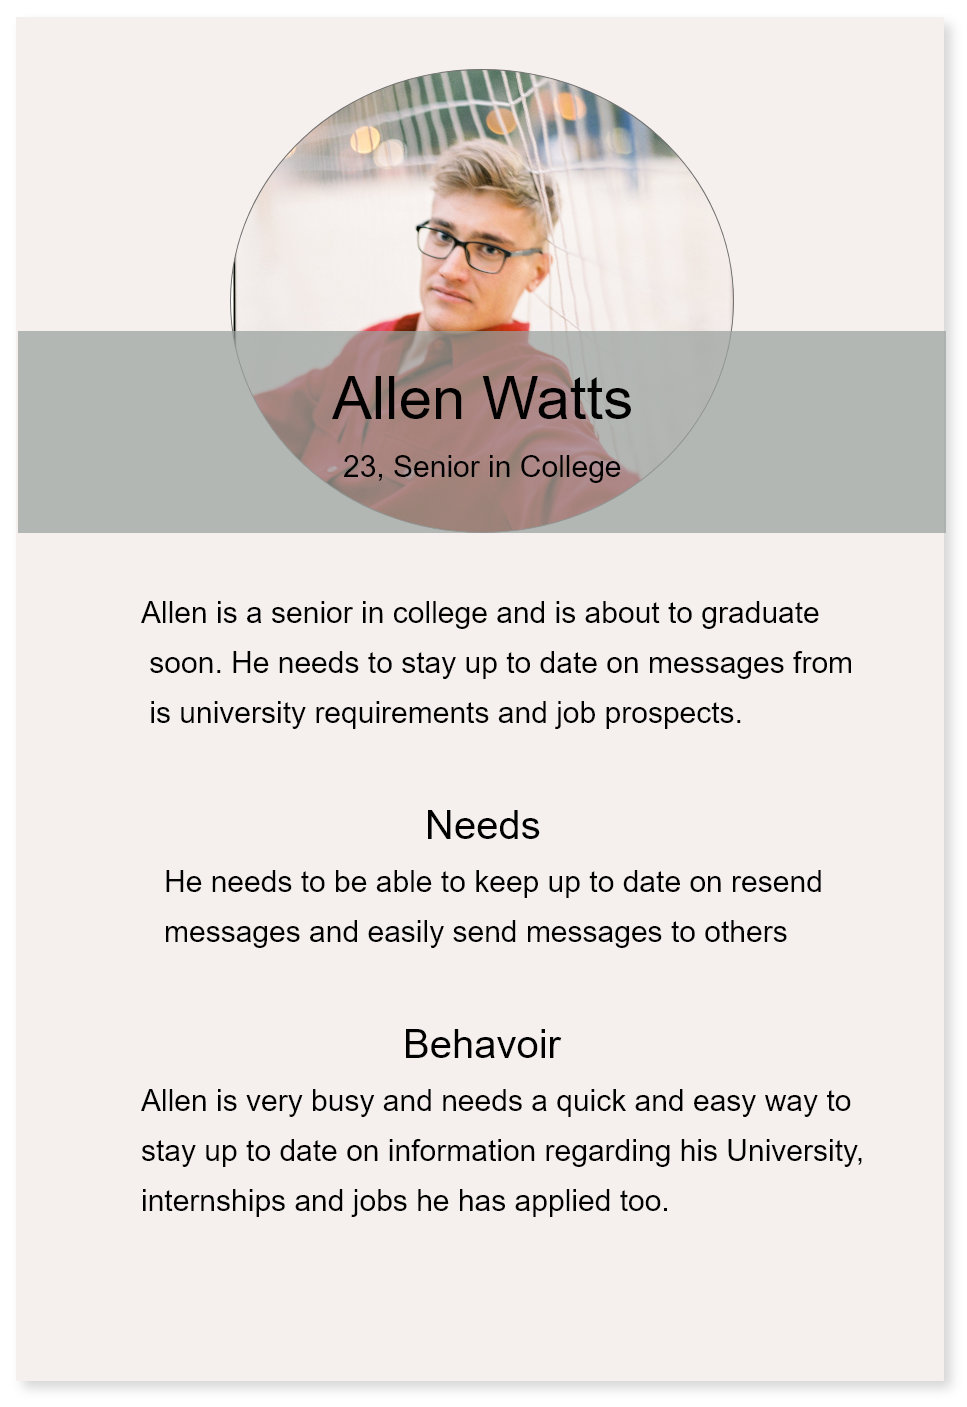 Allen Watts
23, Senior in College
Allen is a senior in college and is about to graduate
soon. He needs to stay up to date on messages from
is university requirements and job prospects.
Needs
He needs to be able to keep up to date on resend
messages and easily send messages to others
Behavoir
Allen is very busy and needs a quick and easy way to
stay up to date on information regarding his University,
internships and jobs he has applied too.